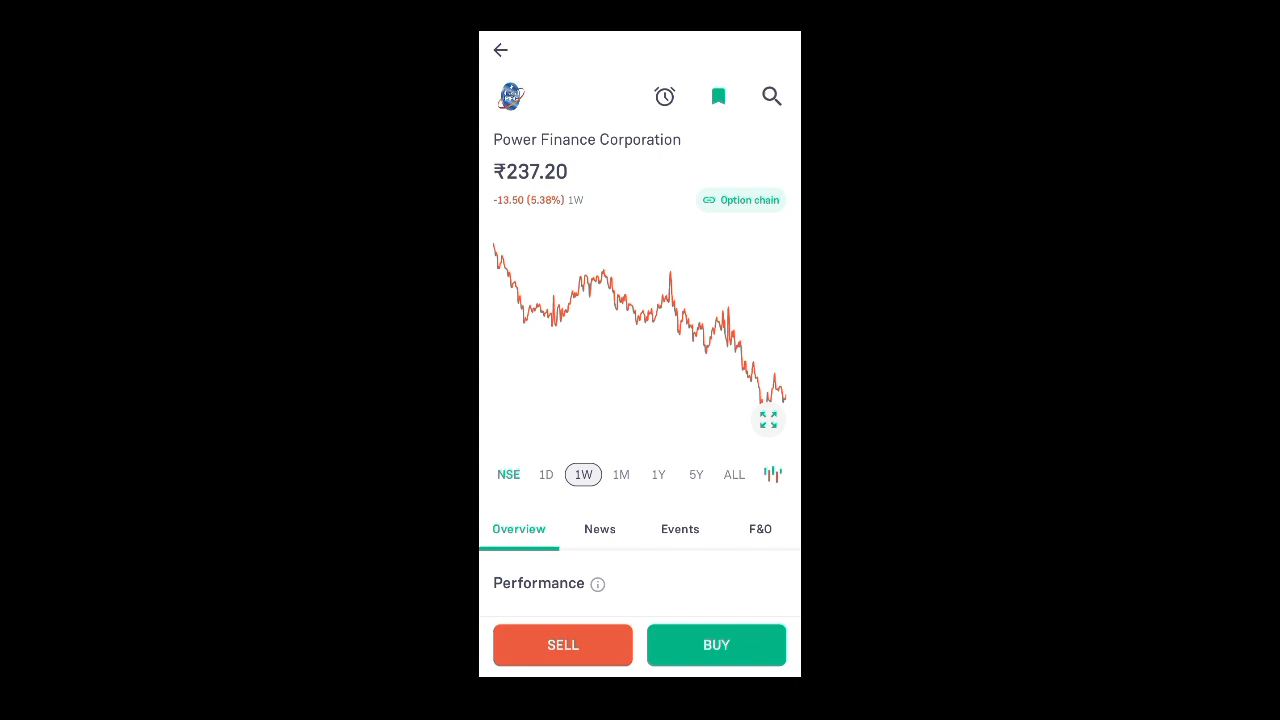 Power Finance Corporation
₹237.20
-13.50 (5.38%) 1W
Option chain
NSE 1D 1W 1M 1Y 5Y ALL
Overview News Events F&O
Performance
SELL BUY